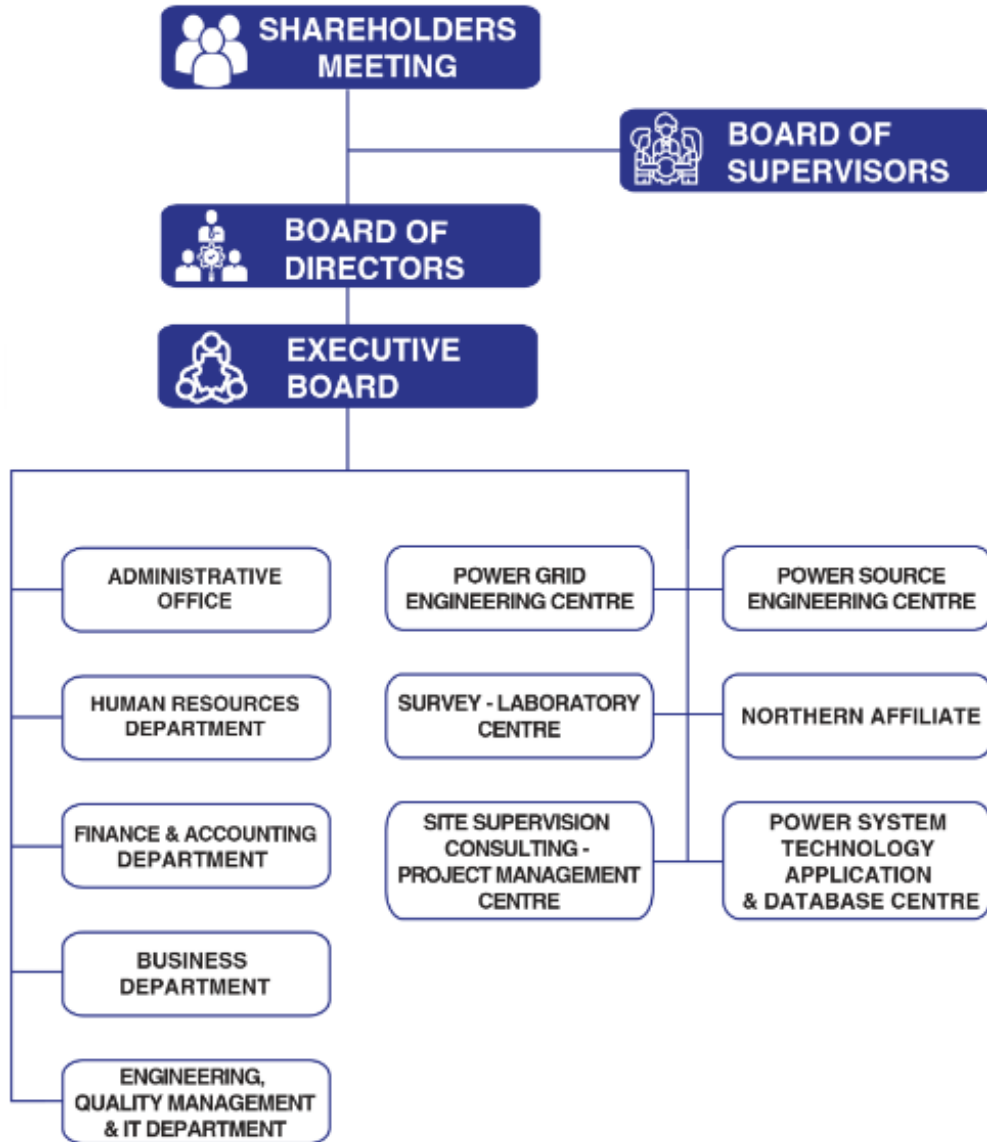 SHAREHOLDERS
MEETING
BOARD OF
SUPERVISORS
BOARD OF
DIRECTORS
EXECUTIVE
BOARD
ADMINISTRATIVE
OFFICE
HUMAN RESOURCES
DEPARTMENT
FINANCE & ACCOUNTING
DEPARTMENT
BUSINESS
DEPARTMENT
ENGINEERING,
QUALITY MANAGEMENT
& IT DEPARTMENT
POWER GRID
ENGINEERING CENTRE
SURVEY - LABORATORY
CENTRE
SITE SUPERVISION
CONSULTING -
PROJECT MANAGEMENT
CENTRE
POWER SOURCE
ENGINEERING CENTRE
NORTHERN AFFILIATE
POWER SYSTEM
TECHNOLOGY
APPLICATION
& DATABASE CENTRE